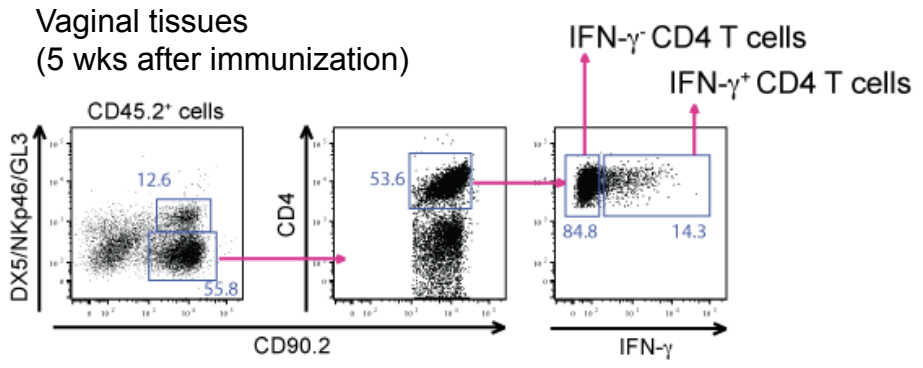 Vaginal tissues
(5 wks after immunization)
IFN-γ⁻ CD4 T cells
IFN-γ⁺ CD4 T cells
CD45.2⁺ cells
DX5/NKp46/GL3
12.6
55.8
CD4
53.6
84.8
14.3
CD90.2
IFN-γ